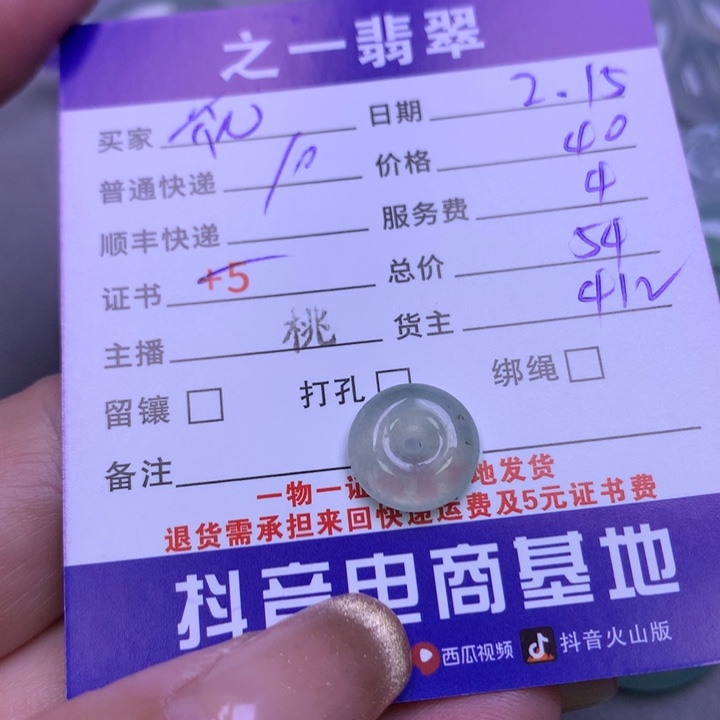 之一翡翠
买家 日期 2.15
普通快递 10 价格 40
顺丰快递 服务费 4
证书 +5 总价 54
主播 桃 货主 412
留镶 打孔 绑绳
备注
一物一证 地发货
退货需承担来回快递运费及5元证书费
抖音电商基地
西瓜视频 抖音火山版